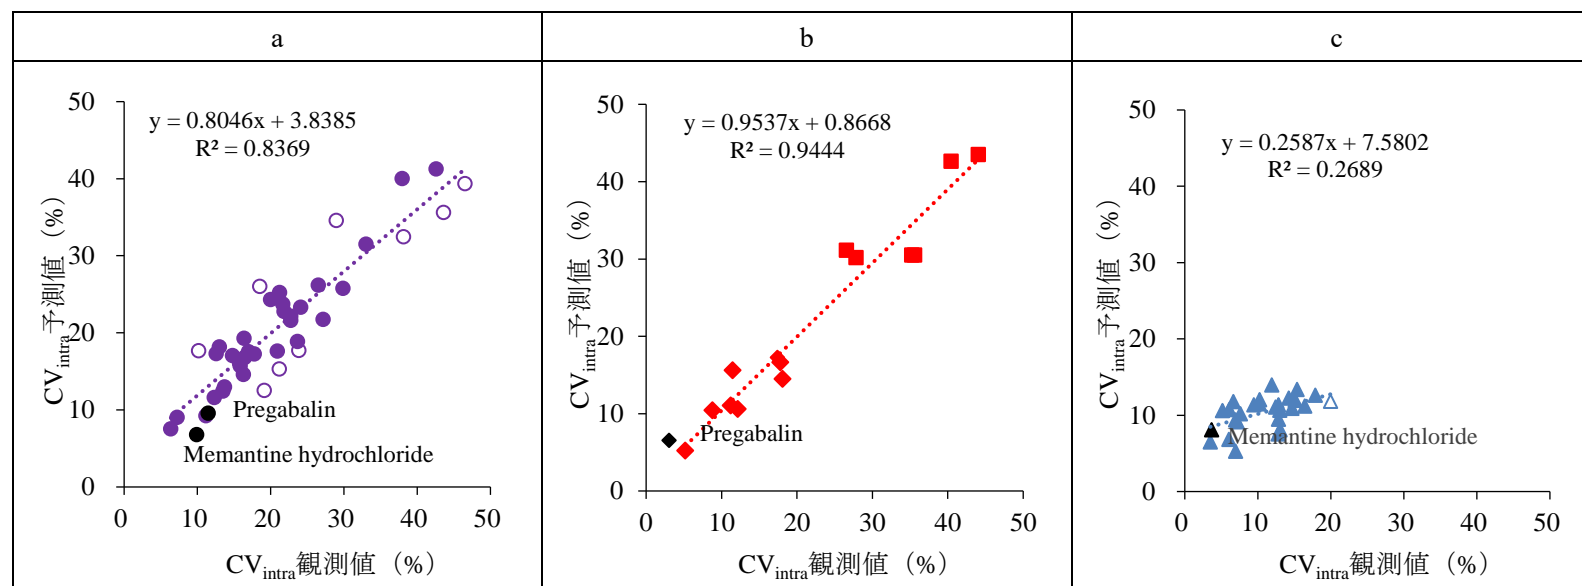 a
b
c
50
40
30
20
10
0
0
10
20
30
40
50
CVintra予測値（%）
CVintra観測値（%）
y = 0.8046x + 3.8385
R² = 0.8369
Pregabalin
Memantine hydrochloride
50
40
30
20
10
0
0
10
20
30
40
50
CVintra予測値（%）
CVintra観測値（%）
y = 0.9537x + 0.8668
R² = 0.9444
Pregabalin
50
40
30
20
10
0
0
10
20
30
40
50
CVintra予測値（%）
CVintra観測値（%）
y = 0.2587x + 7.5802
R² = 0.2689
Memantine hydrochloride